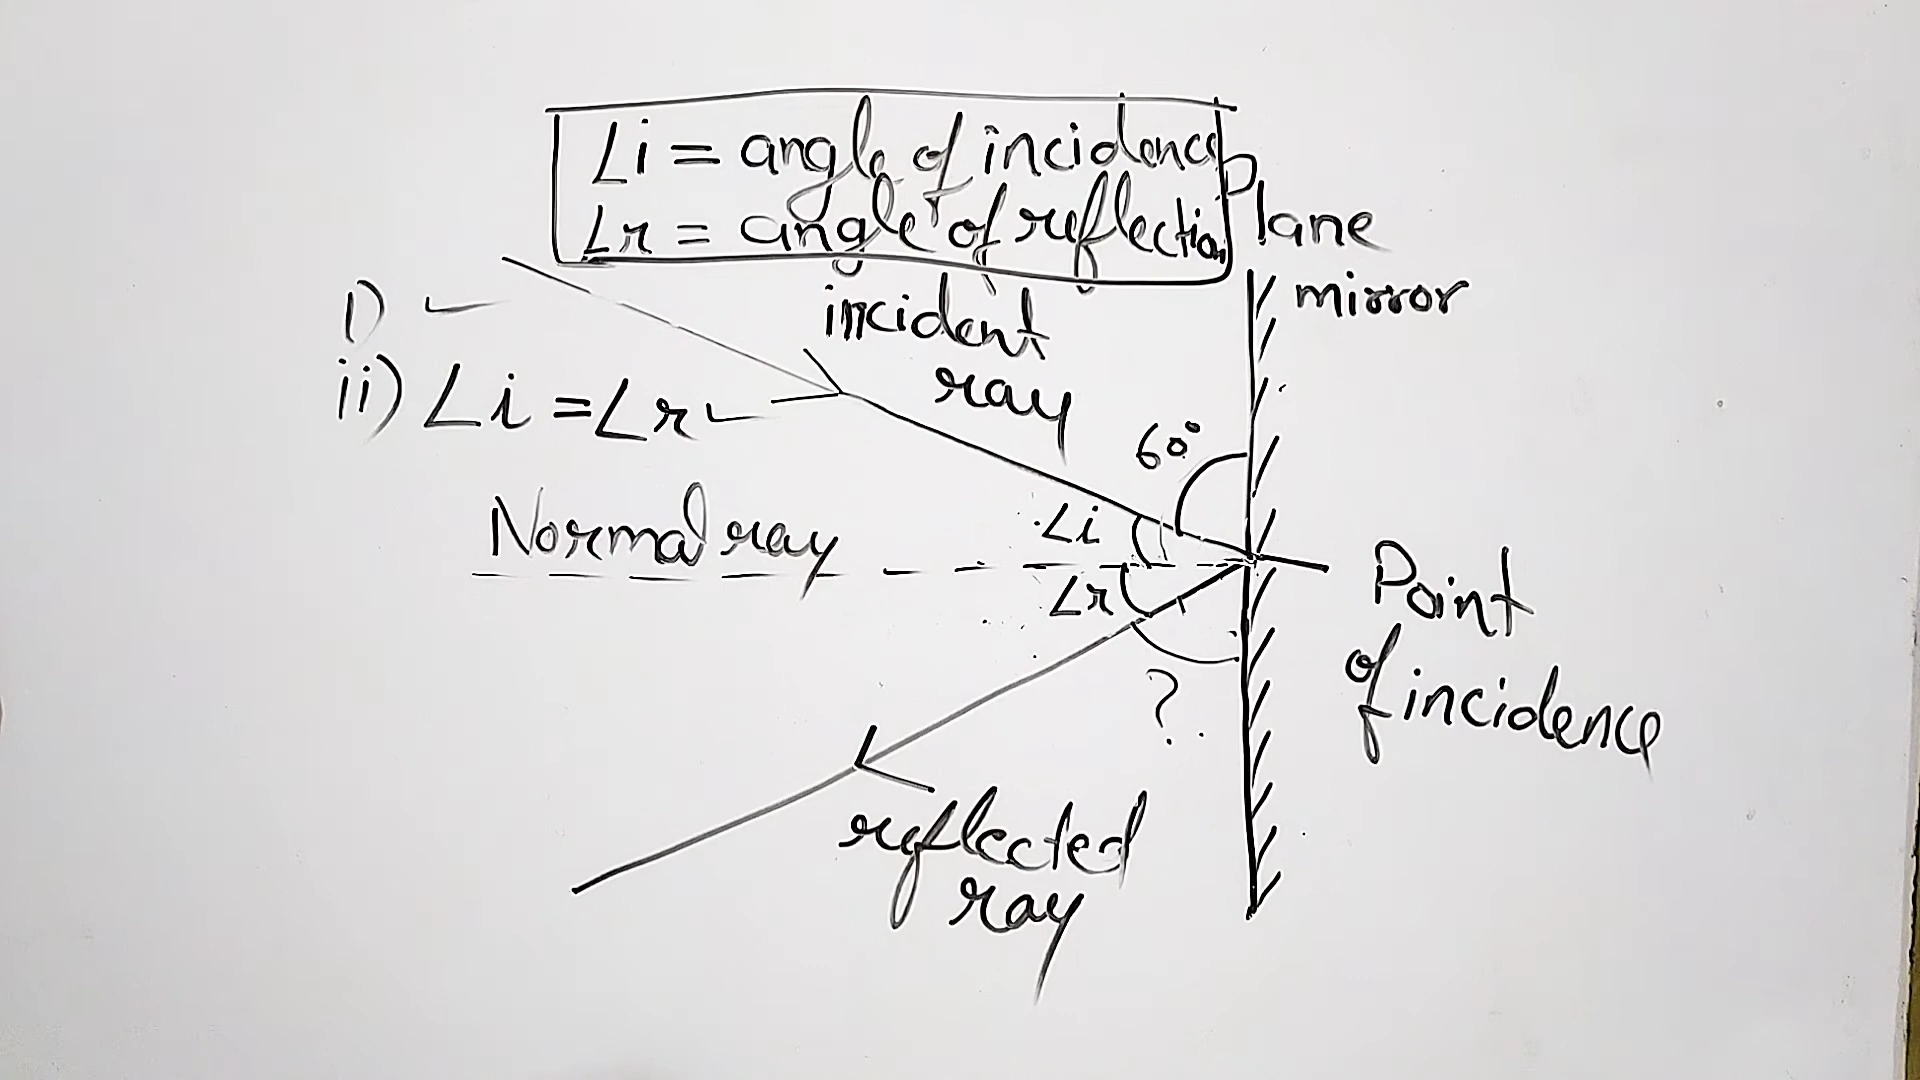 ∠i = angle of incidence
∠r = angle of reflection
Plane
mirror
incident
ray
i)
ii) ∠i = ∠r
60°
Normal ray
∠i
∠r
Point
of incidence
?
reflected
ray